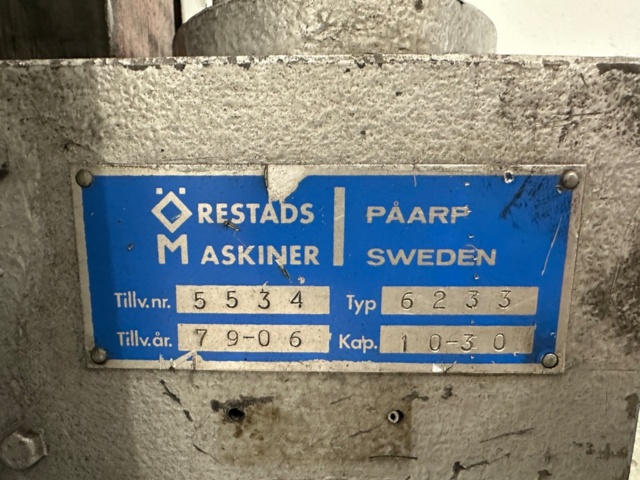 ÖRESTADS
MASKINER
PÅARP
SWEDEN
Tillv.nr. 5534 Typ 6233
Tillv.år. 79-06 Kap. 10-30